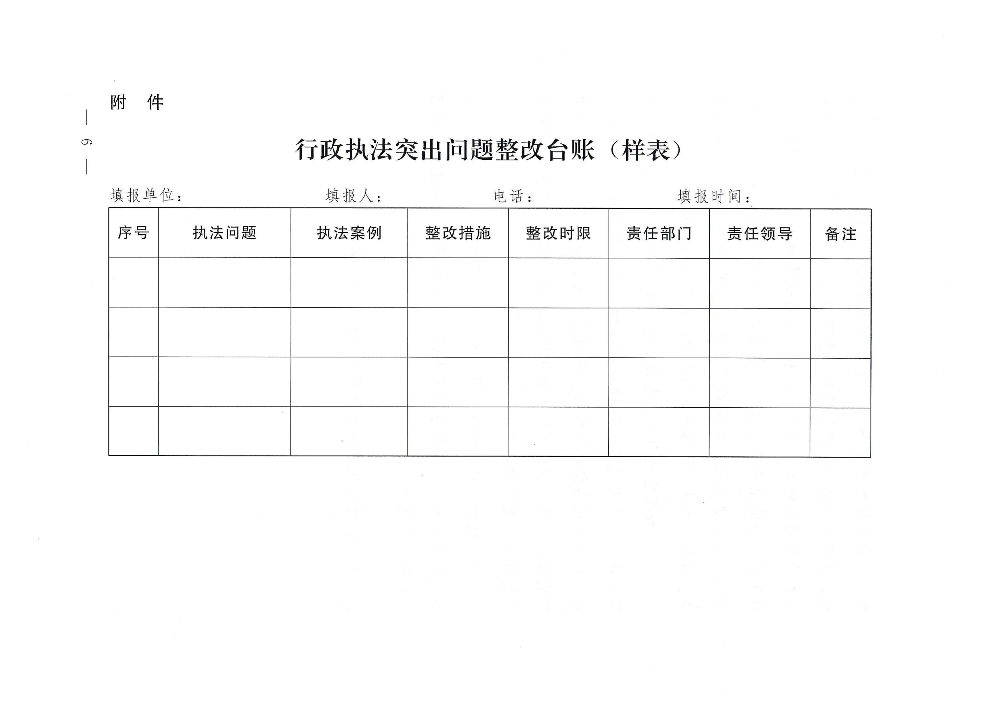 附 件
— 6 —
行政执法突出问题整改台账（样表）
填报单位： 填报人： 电话： 填报时间：
序号 执法问题 执法案例 整改措施 整改时限 责任部门 责任领导 备注